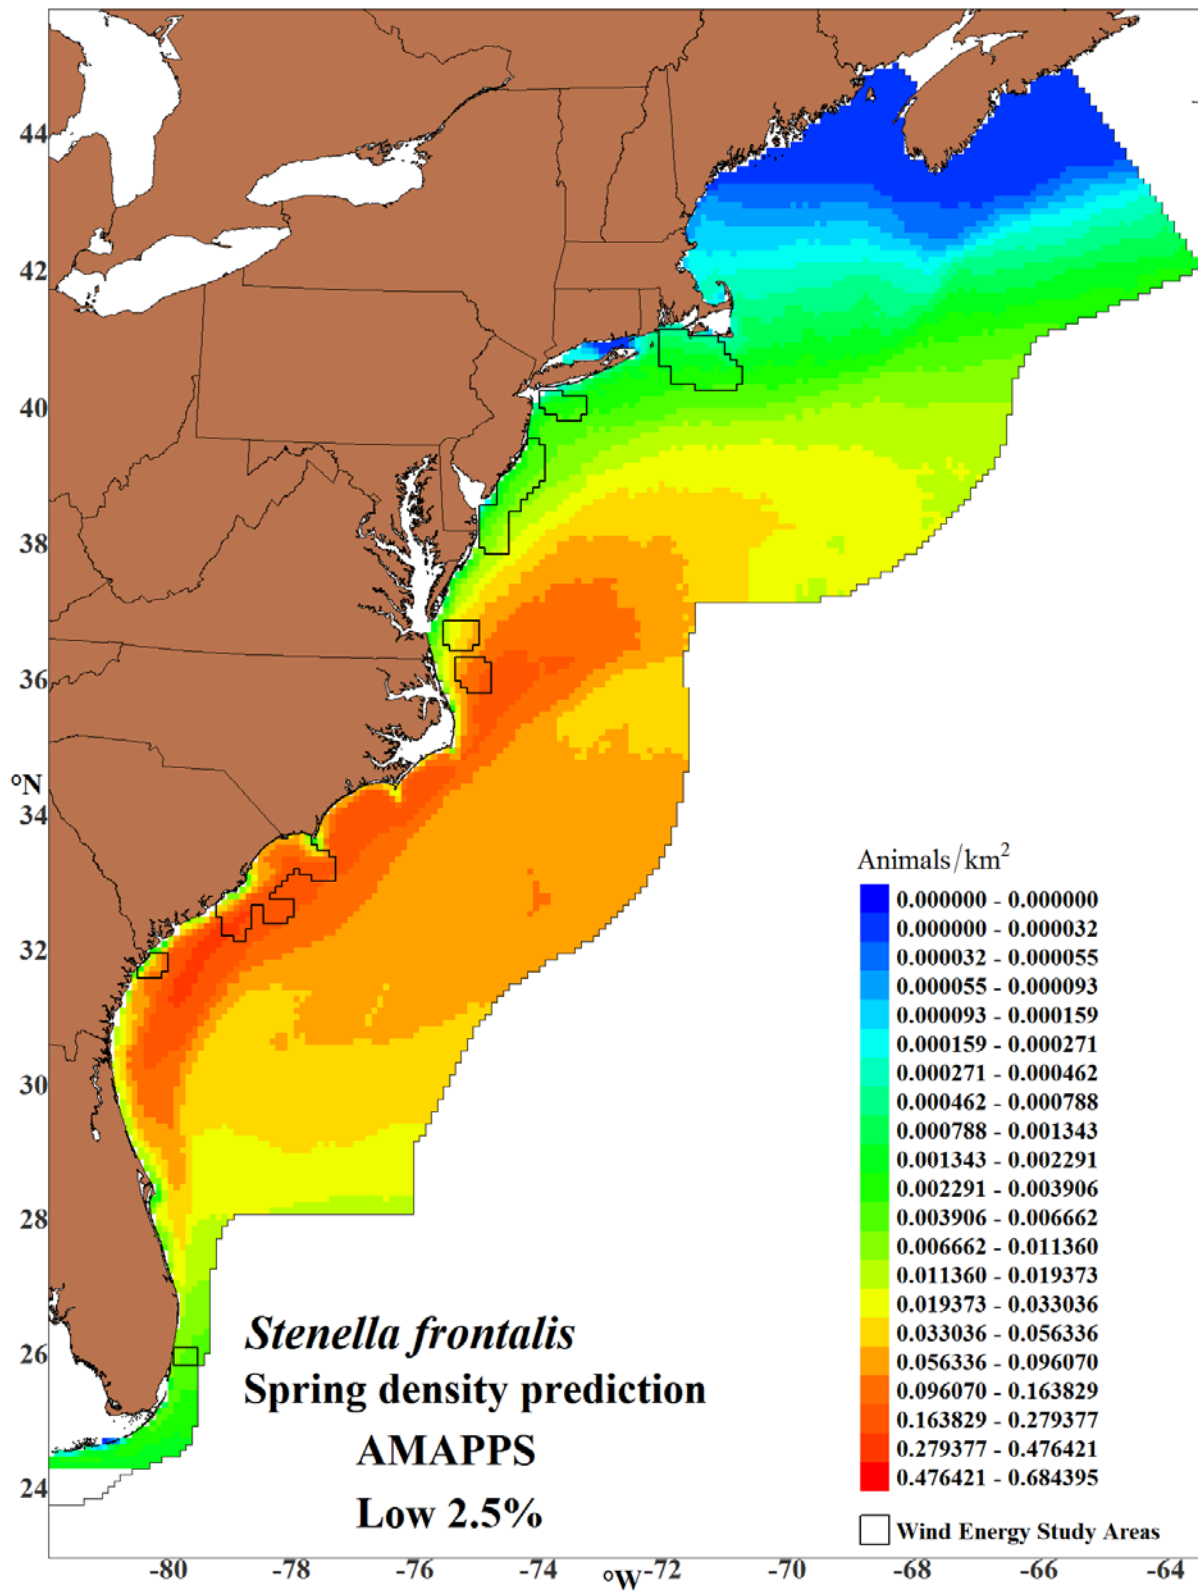 44
42
40
38
36
°N
34
32
30
28
26
24
Animals/km²
0.000000 - 0.000000
0.000000 - 0.000032
0.000032 - 0.000055
0.000055 - 0.000093
0.000093 - 0.000159
0.000159 - 0.000271
0.000271 - 0.000462
0.000462 - 0.000788
0.000788 - 0.001343
0.001343 - 0.002291
0.002291 - 0.003906
0.003906 - 0.006662
0.006662 - 0.011360
0.011360 - 0.019373
0.019373 - 0.033036
0.033036 - 0.056336
0.056336 - 0.096070
0.096070 - 0.163829
0.163829 - 0.279377
0.279377 - 0.476421
0.476421 - 0.684395
Wind Energy Study Areas
Stenella frontalis
Spring density prediction
AMAPPS
Low 2.5%
-80 -78 -76 -74 °W -72 -70 -68 -66 -64